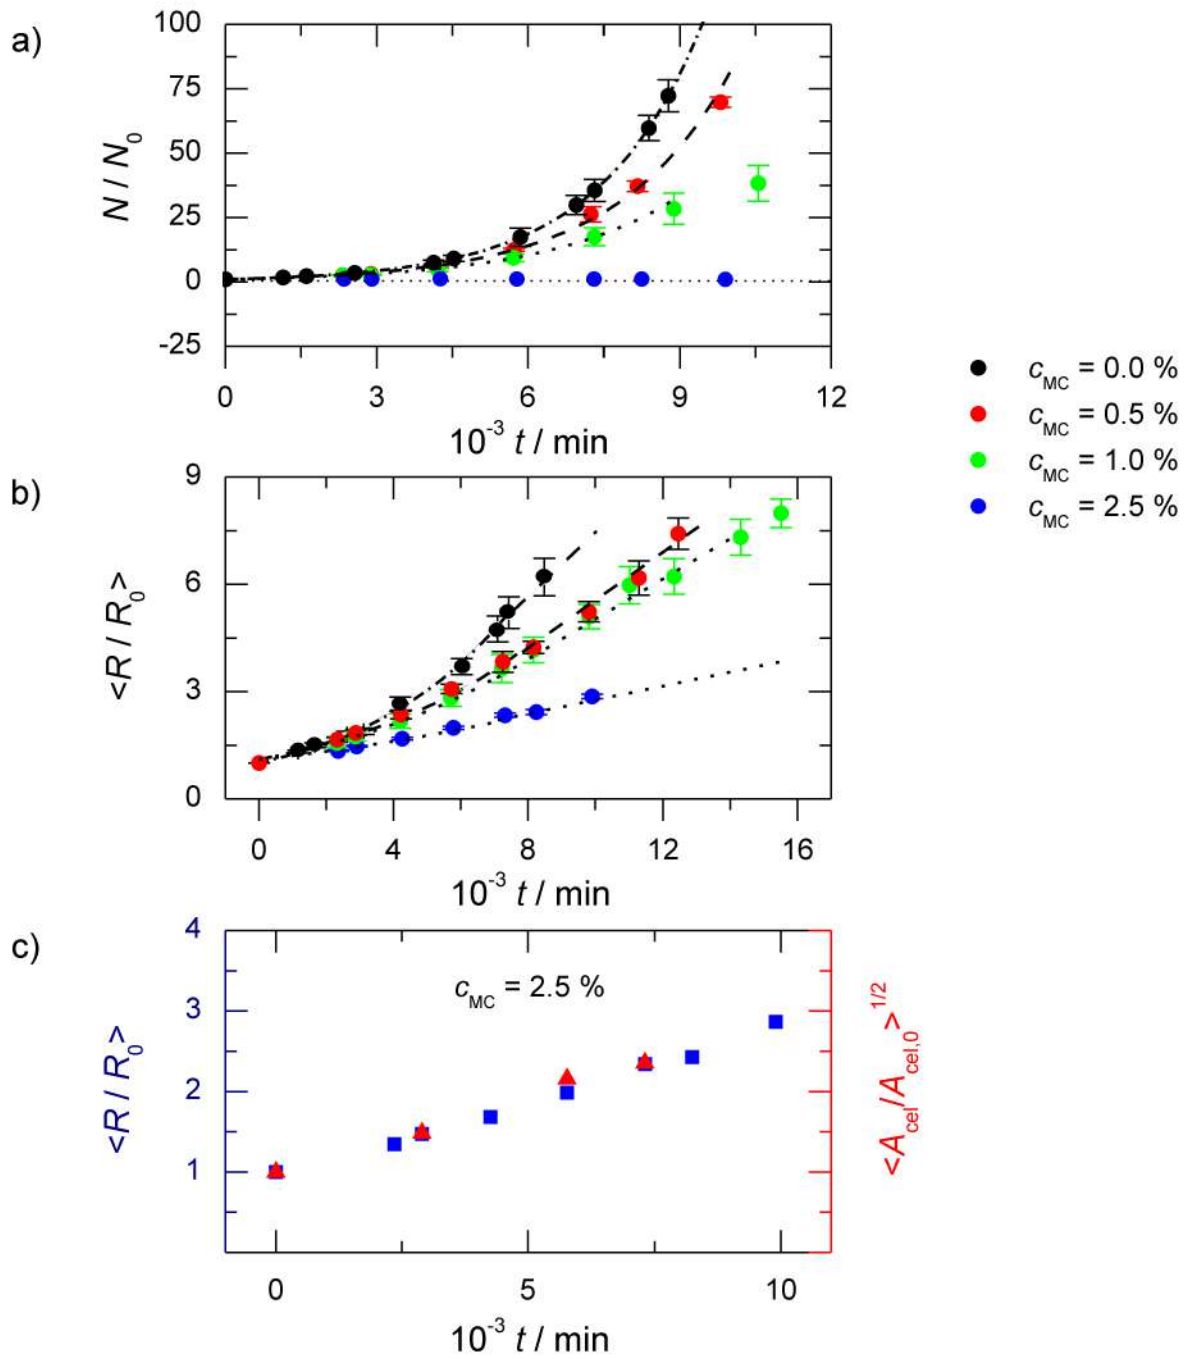 a)
N / N0
100
75
50
25
0
-25
0 3 6 9 12
10-3 t / min
cMC = 0.0 %
cMC = 0.5 %
cMC = 1.0 %
cMC = 2.5 %
b)
<R / R0>
9
6
3
0
0 4 8 12 16
10-3 t / min
c)
<R / R0>
4
3
2
1
cMC = 2.5 %
<Acel/Acel,0>1/2
0 5 10
10-3 t / min